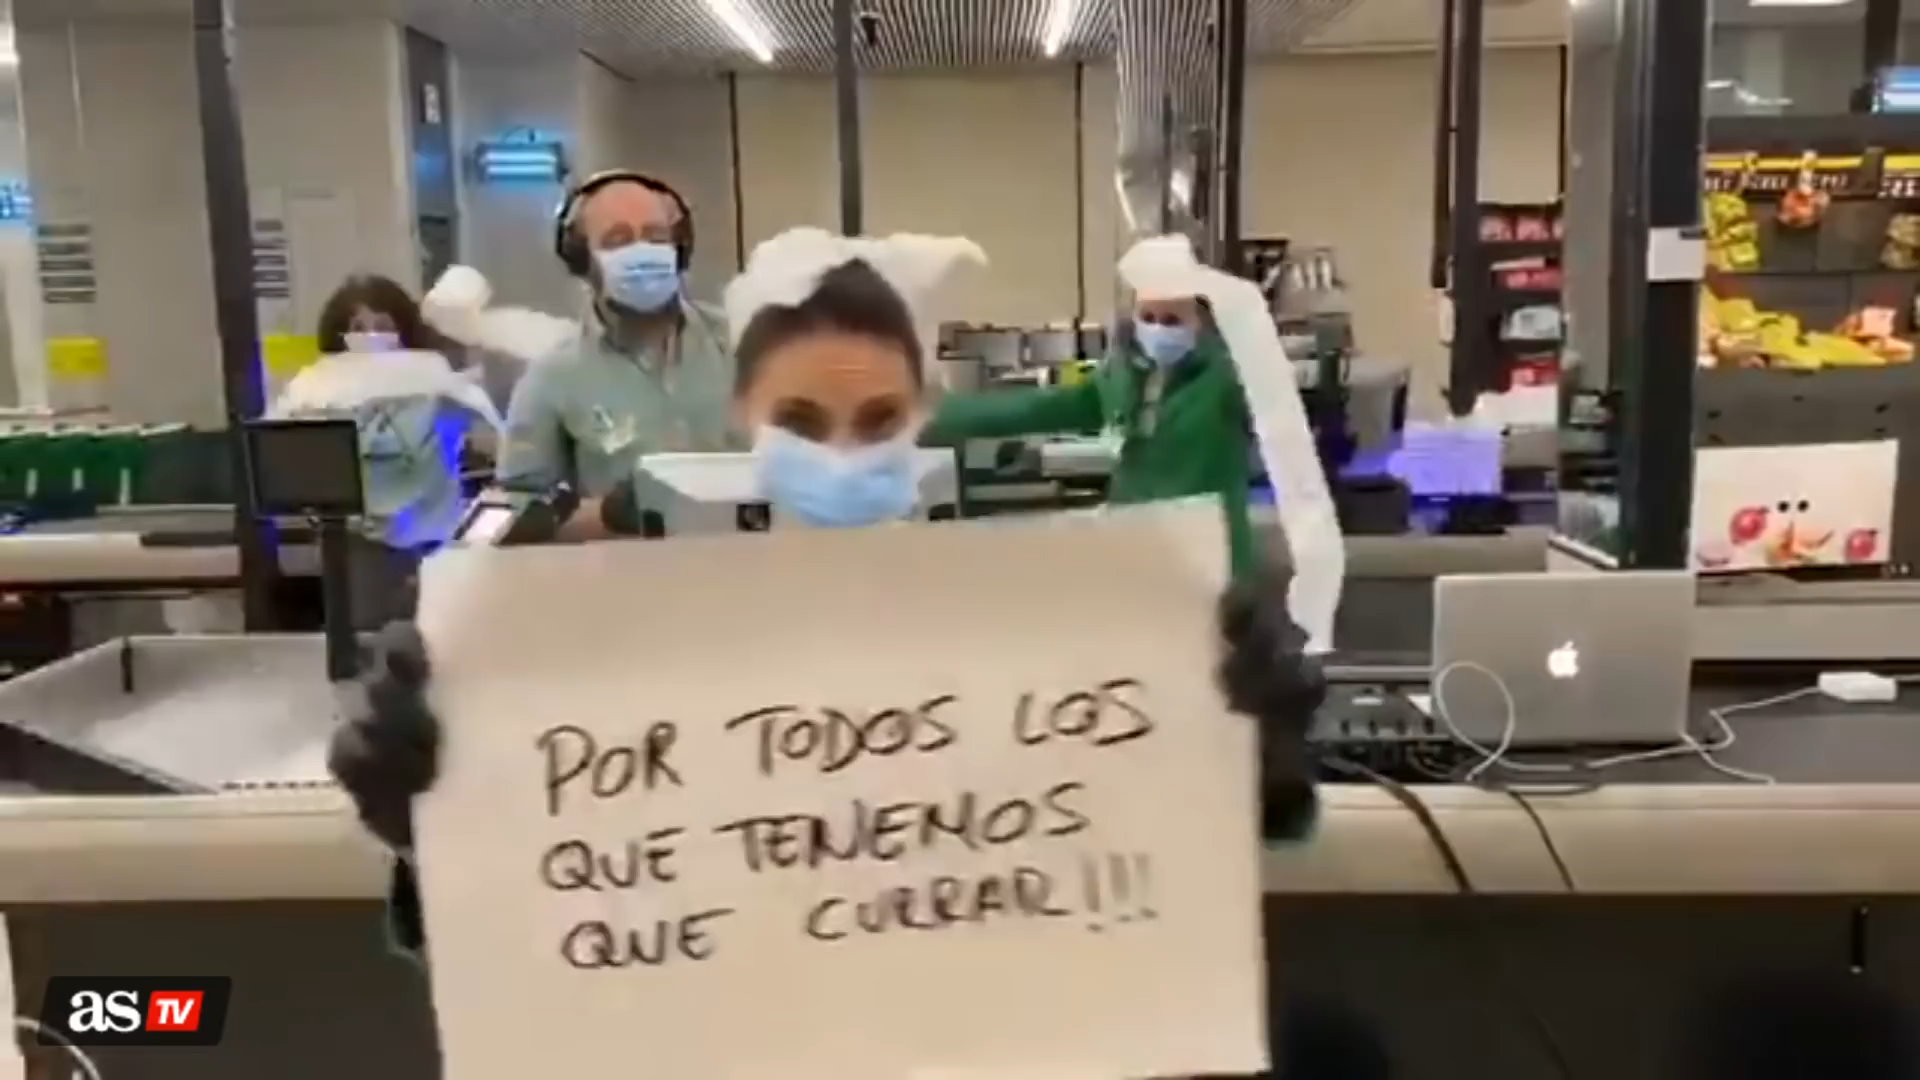 POR TODOS LOS
QUE TENEMOS
QUE CURRAR!!!
as TV